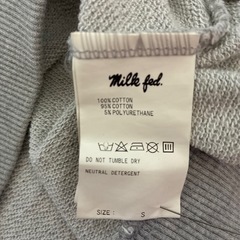 Milk fed.
100% COTTON
95% COTTON
5% POLYURETHANE
DO NOT TUMBLE DRY
NEUTRAL DETERGENT
SIZE : S